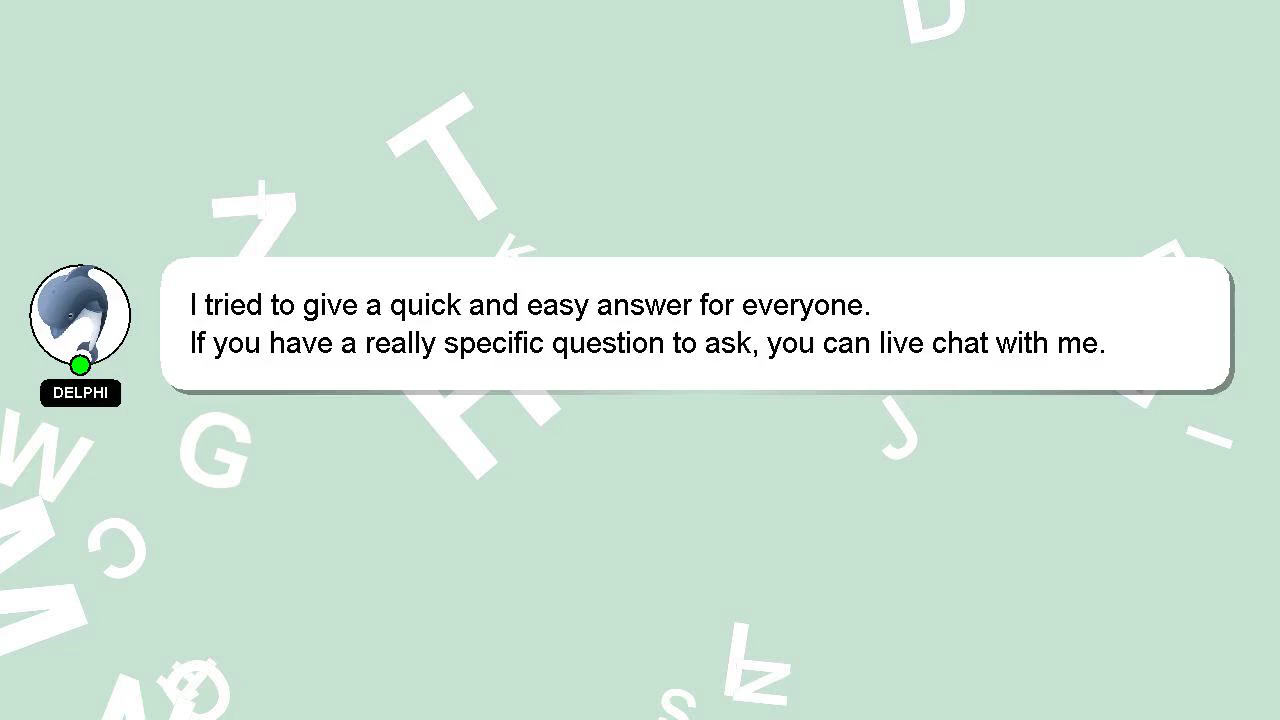 I tried to give a quick and easy answer for everyone.
If you have a really specific question to ask, you can live chat with me.
DELPHI